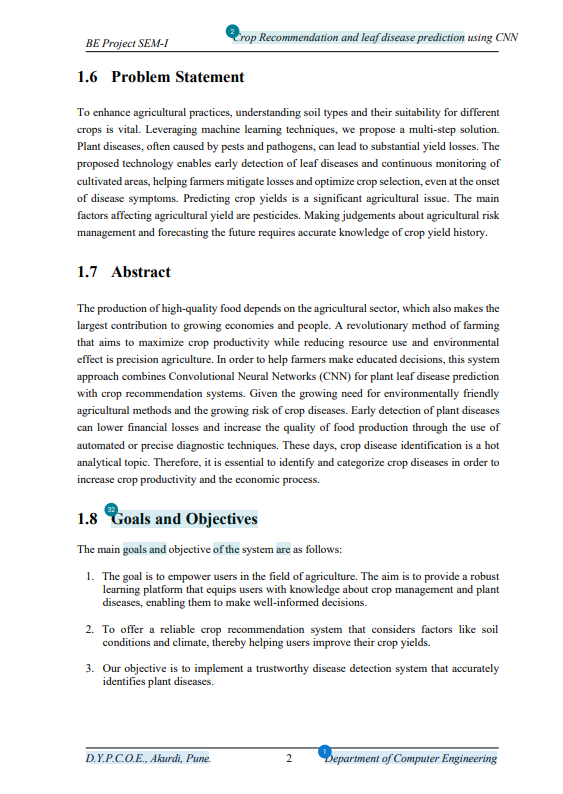 BE Project SEM-I
2
Crop Recommendation and leaf disease prediction using CNN
1.6 Problem Statement
To enhance agricultural practices, understanding soil types and their suitability for different
crops is vital. Leveraging machine learning techniques, we propose a multi-step solution.
Plant diseases, often caused by pests and pathogens, can lead to substantial yield losses. The
proposed technology enables early detection of leaf diseases and continuous monitoring of
cultivated areas, helping farmers mitigate losses and optimize crop selection, even at the onset
of disease symptoms. Predicting crop yields is a significant agricultural issue. The main
factors affecting agricultural yield are pesticides. Making judgements about agricultural risk
management and forecasting the future requires accurate knowledge of crop yield history.
1.7 Abstract
The production of high-quality food depends on the agricultural sector, which also makes the
largest contribution to growing economies and people. A revolutionary method of farming
that aims to maximize crop productivity while reducing resource use and environmental
effect is precision agriculture. In order to help farmers make educated decisions, this system
approach combines Convolutional Neural Networks (CNN) for plant leaf disease prediction
with crop recommendation systems. Given the growing need for environmentally friendly
agricultural methods and the growing risk of crop diseases. Early detection of plant diseases
can lower financial losses and increase the quality of food production through the use of
automated or precise diagnostic techniques. These days, crop disease identification is a hot
analytical topic. Therefore, it is essential to identify and categorize crop diseases in order to
increase crop productivity and the economic process.
32
1.8 Goals and Objectives
The main goals and objective of the system are as follows:
1. The goal is to empower users in the field of agriculture. The aim is to provide a robust
learning platform that equips users with knowledge about crop management and plant
diseases, enabling them to make well-informed decisions.
2. To offer a reliable crop recommendation system that considers factors like soil
conditions and climate, thereby helping users improve their crop yields.
3. Our objective is to implement a trustworthy disease detection system that accurately
identifies plant diseases.
D.Y.P.C.O.E., Akurdi, Pune.
2
1
Department of Computer Engineering